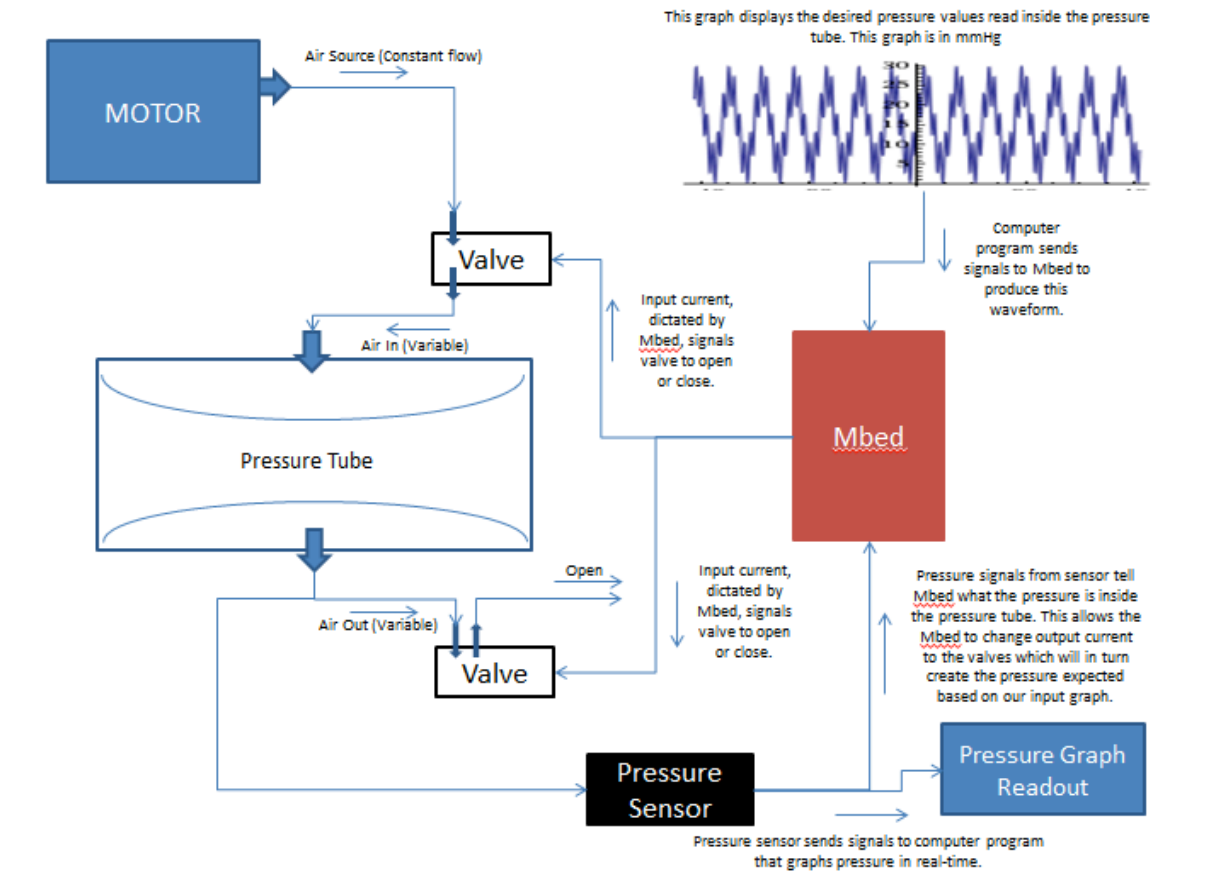 This graph displays the desired pressure values read inside the pressure
tube. This graph is in mmHg
Air Source (Constant flow)
MOTOR
30
25
20
15
10
5
Computer
program sends
signals to Mbed to
produce this
waveform.
Valve
Input current,
dictated by
Mbed, signals
valve to open
or close.
Air In (Variable)
Mbed
Pressure Tube
Open
Input current,
dictated by
Mbed, signals
valve to open
or close.
Pressure signals from sensor tell
Mbed what the pressure is inside
the pressure tube. This allows the
Mbed to change output current
to the valves which will in turn
create the pressure expected
based on our input graph.
Air Out (Variable)
Valve
Pressure
Sensor
Pressure Graph
Readout
Pressure sensor sends signals to computer program
that graphs pressure in real-time.